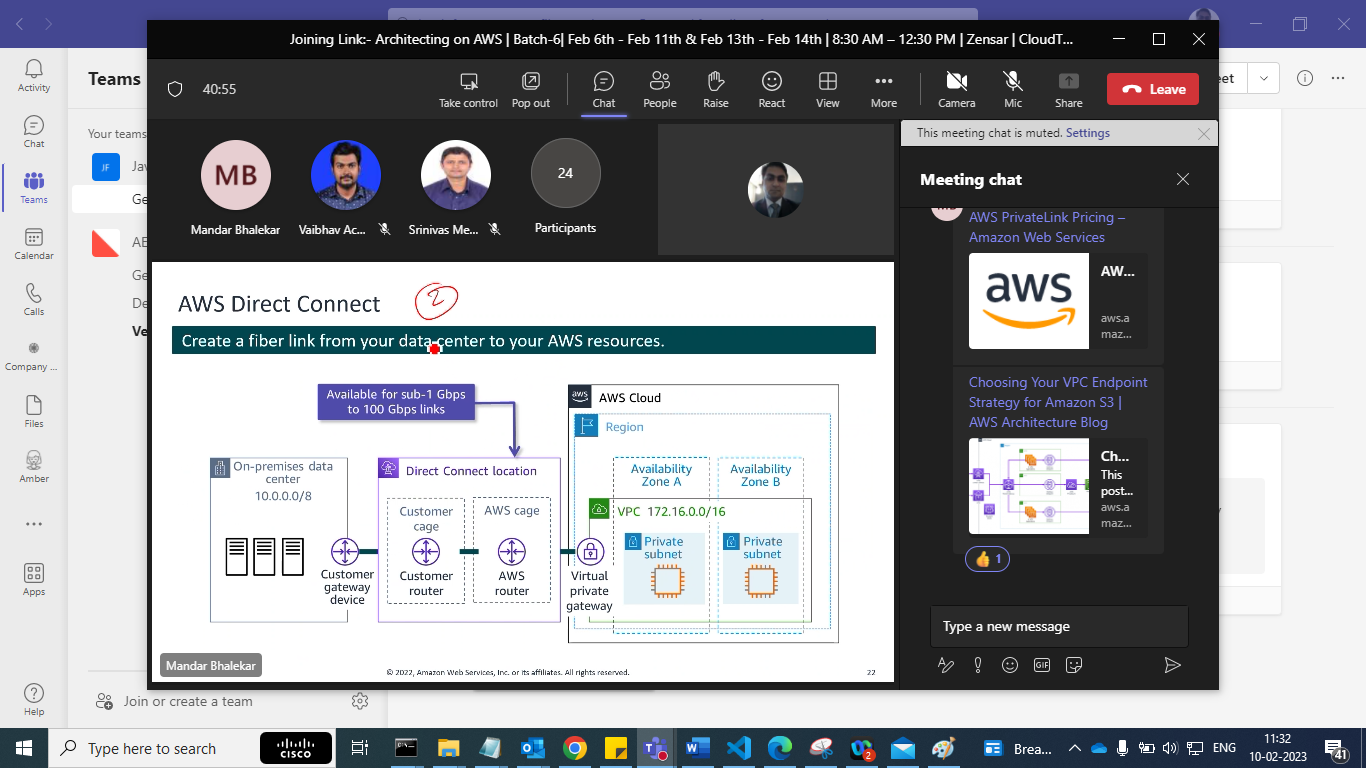 Joining Link:- Architecting on AWS | Batch-6| Feb 6th - Feb 11th & Feb 13th - Feb 14th | 8:30 AM – 12:30 PM | Zensar | CloudT...
40:55
Take control
Pop out
Chat
People
Raise
React
View
More
Camera
Mic
Share
Leave
Activity
Chat
Teams
Calendar
Calls
Company ...
Files
Amber
...
Apps
Help
Teams
Your teams
JF
Jav
Ge
AE
Ge
De
Ve
Join or create a team
eet
MB
Mandar Bhalekar
Vaibhav Ac...
Srinivas Me...
24
Participants
AWS Direct Connect
2
Create a fiber link from your data center to your AWS resources.
Available for sub-1 Gbps
to 100 Gbps links
aws
AWS Cloud
Region
Availability
Zone A
Availability
Zone B
On-premises data
center
10.0.0.0/8
Direct Connect location
Customer
cage
AWS cage
VPC 172.16.0.0/16
Private
subnet
Private
subnet
Customer
gateway
device
Customer
router
AWS
router
Virtual
private
gateway
Mandar Bhalekar
© 2022, Amazon Web Services, Inc. or its affiliates. All rights reserved.
22
This meeting chat is muted. Settings
Meeting chat
AWS PrivateLink Pricing –
Amazon Web Services
aws
AW...
aws.a
maz...
Choosing Your VPC Endpoint
Strategy for Amazon S3 |
AWS Architecture Blog
Ch...
This
post...
aws.a
maz...
👍 1
Type a new message
GIF
Type here to search
CISCO
2
Brea...
ENG
11:32
10-02-2023
41